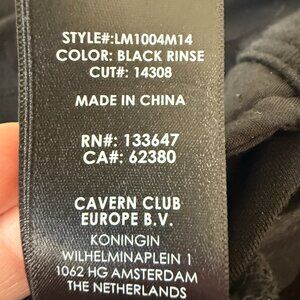 STYLE#:LM1004M14
COLOR: BLACK RINSE
CUT#: 14308
MADE IN CHINA
RN#: 133647
CA#: 62380
CAVERN CLUB
EUROPE B.V.
KONINGIN
WILHELMINAPLEIN 1
1062 HG AMSTERDAM
THE NETHERLANDS